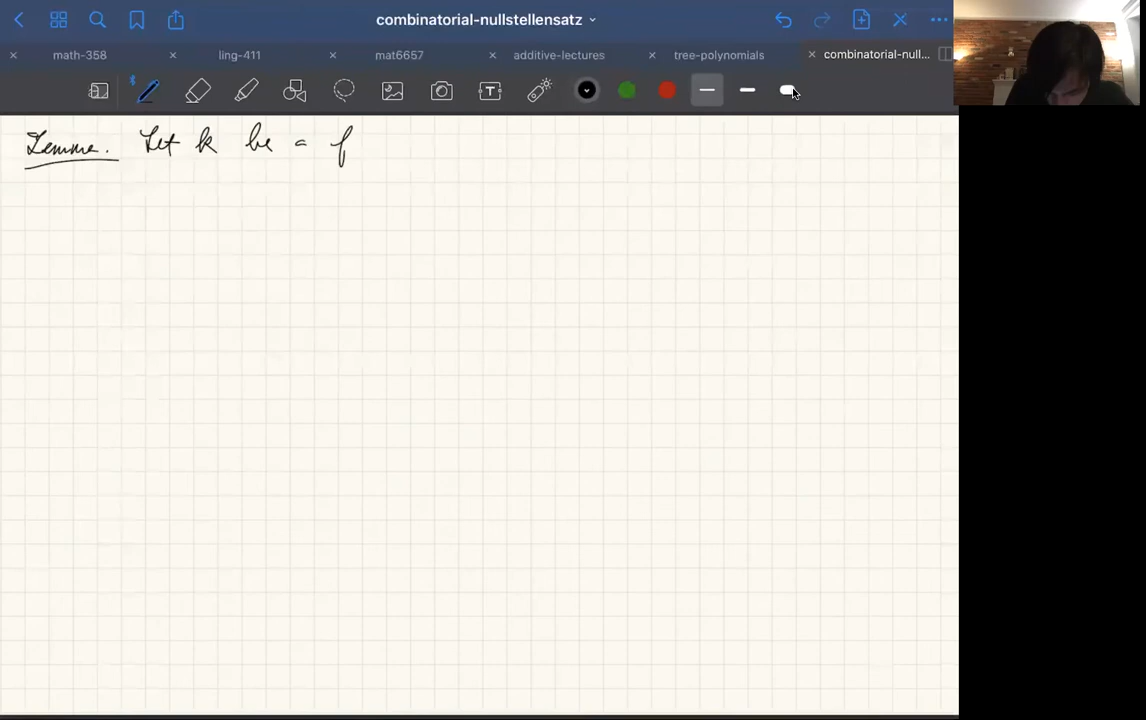 combinatorial-nullstellensatz
math-358
ling-411
mat6657
additive-lectures
tree-polynomials
combinatorial-null...
T
Lemma. Let k be a f